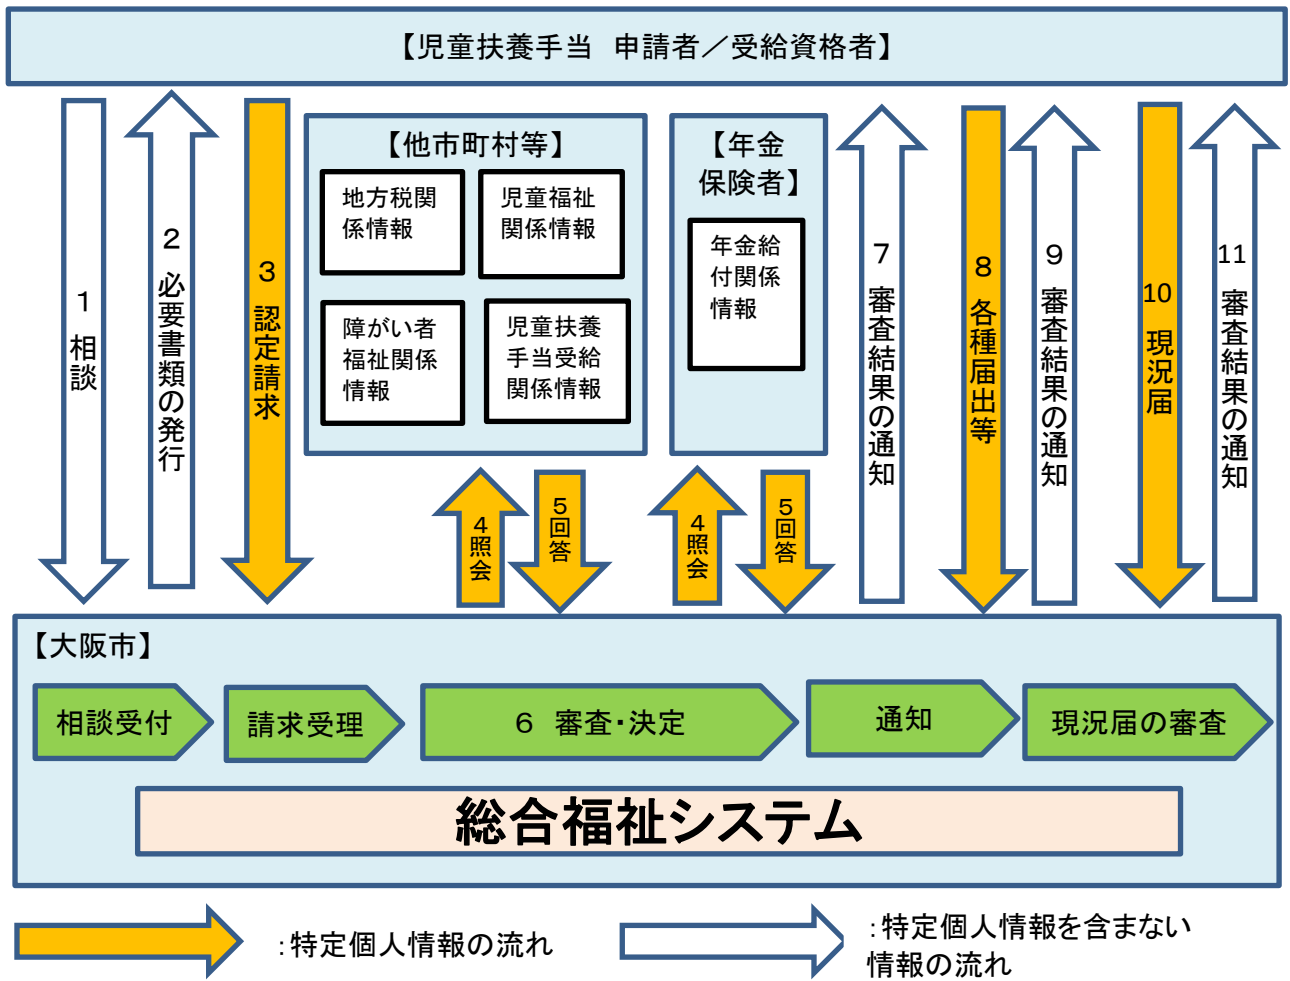 【児童扶養手当　申請者／受給資格者】
1 相談
2 必要書類の発行
3 認定請求
【他市町村等】
地方税関
係情報
児童福祉
関係情報
障がい者
福祉関係
情報
児童扶養
手当受給
関係情報
【年金
保険者】
年金給
付関係
情報
4照会
5回答
4照会
5回答
7 審査結果の通知
8 各種届出等
9 審査結果の通知
10 現況届
11 審査結果の通知
【大阪市】
相談受付
請求受理
6 審査・決定
通知
現況届の審査
総合福祉システム
:特定個人情報の流れ
:特定個人情報を含まない
情報の流れ